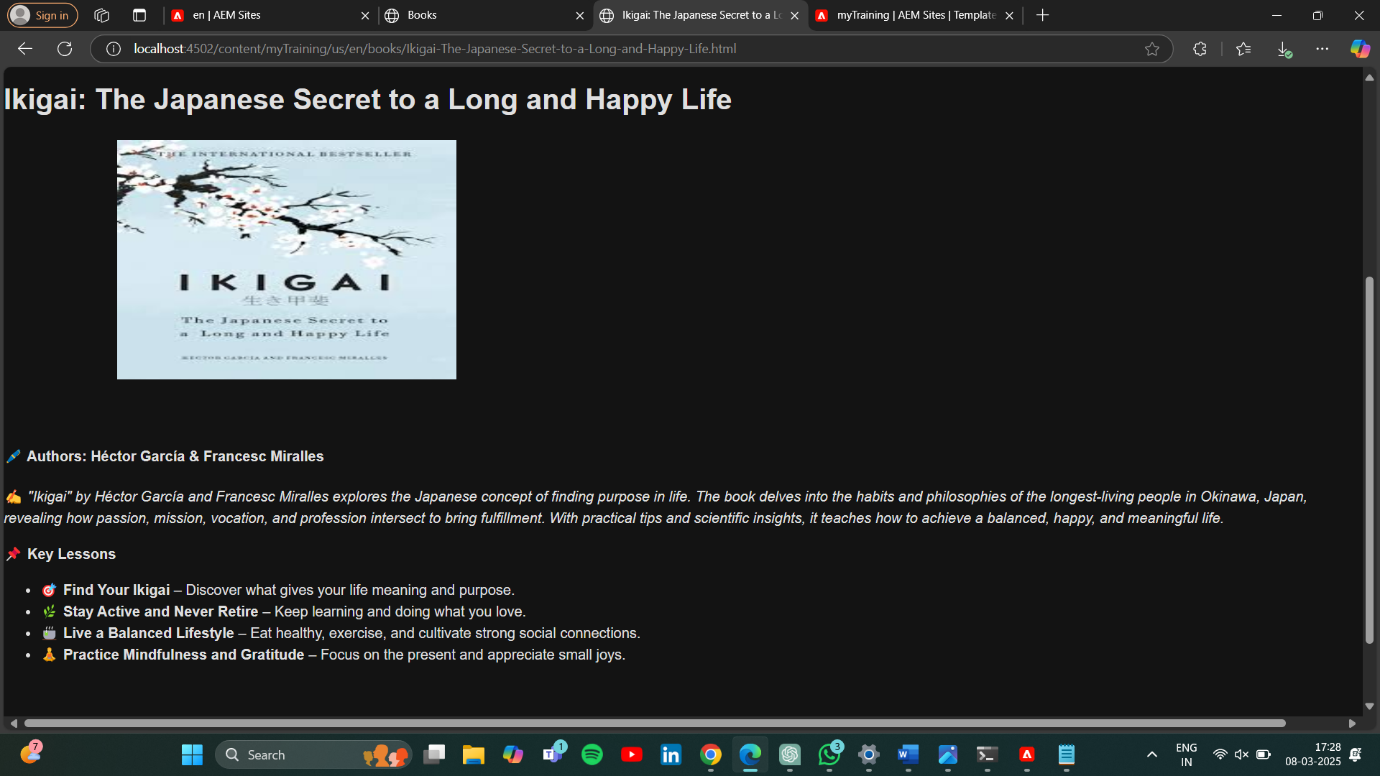 Sign in
en | AEM Sites
Books
Ikigai: The Japanese Secret to a Lo
myTraining | AEM Sites | Template
localhost:4502/content/myTraining/us/en/books/Ikigai-The-Japanese-Secret-to-a-Long-and-Happy-Life.html
Ikigai: The Japanese Secret to a Long and Happy Life
THE INTERNATIONAL BESTSELLER
IKIGAI
生き甲斐
The Japanese Secret to
a Long and Happy Life
HÉCTOR GARCÍA AND FRANCESC MIRALLES
Authors: Héctor García & Francesc Miralles
"Ikigai" by Héctor García and Francesc Miralles explores the Japanese concept of finding purpose in life. The book delves into the habits and philosophies of the longest-living people in Okinawa, Japan,
revealing how passion, mission, vocation, and profession intersect to bring fulfillment. With practical tips and scientific insights, it teaches how to achieve a balanced, happy, and meaningful life.
Key Lessons
• Find Your Ikigai – Discover what gives your life meaning and purpose.
• Stay Active and Never Retire – Keep learning and doing what you love.
• Live a Balanced Lifestyle – Eat healthy, exercise, and cultivate strong social connections.
• Practice Mindfulness and Gratitude – Focus on the present and appreciate small joys.
7
Search
1
3
ENG
IN
17:28
08-03-2025